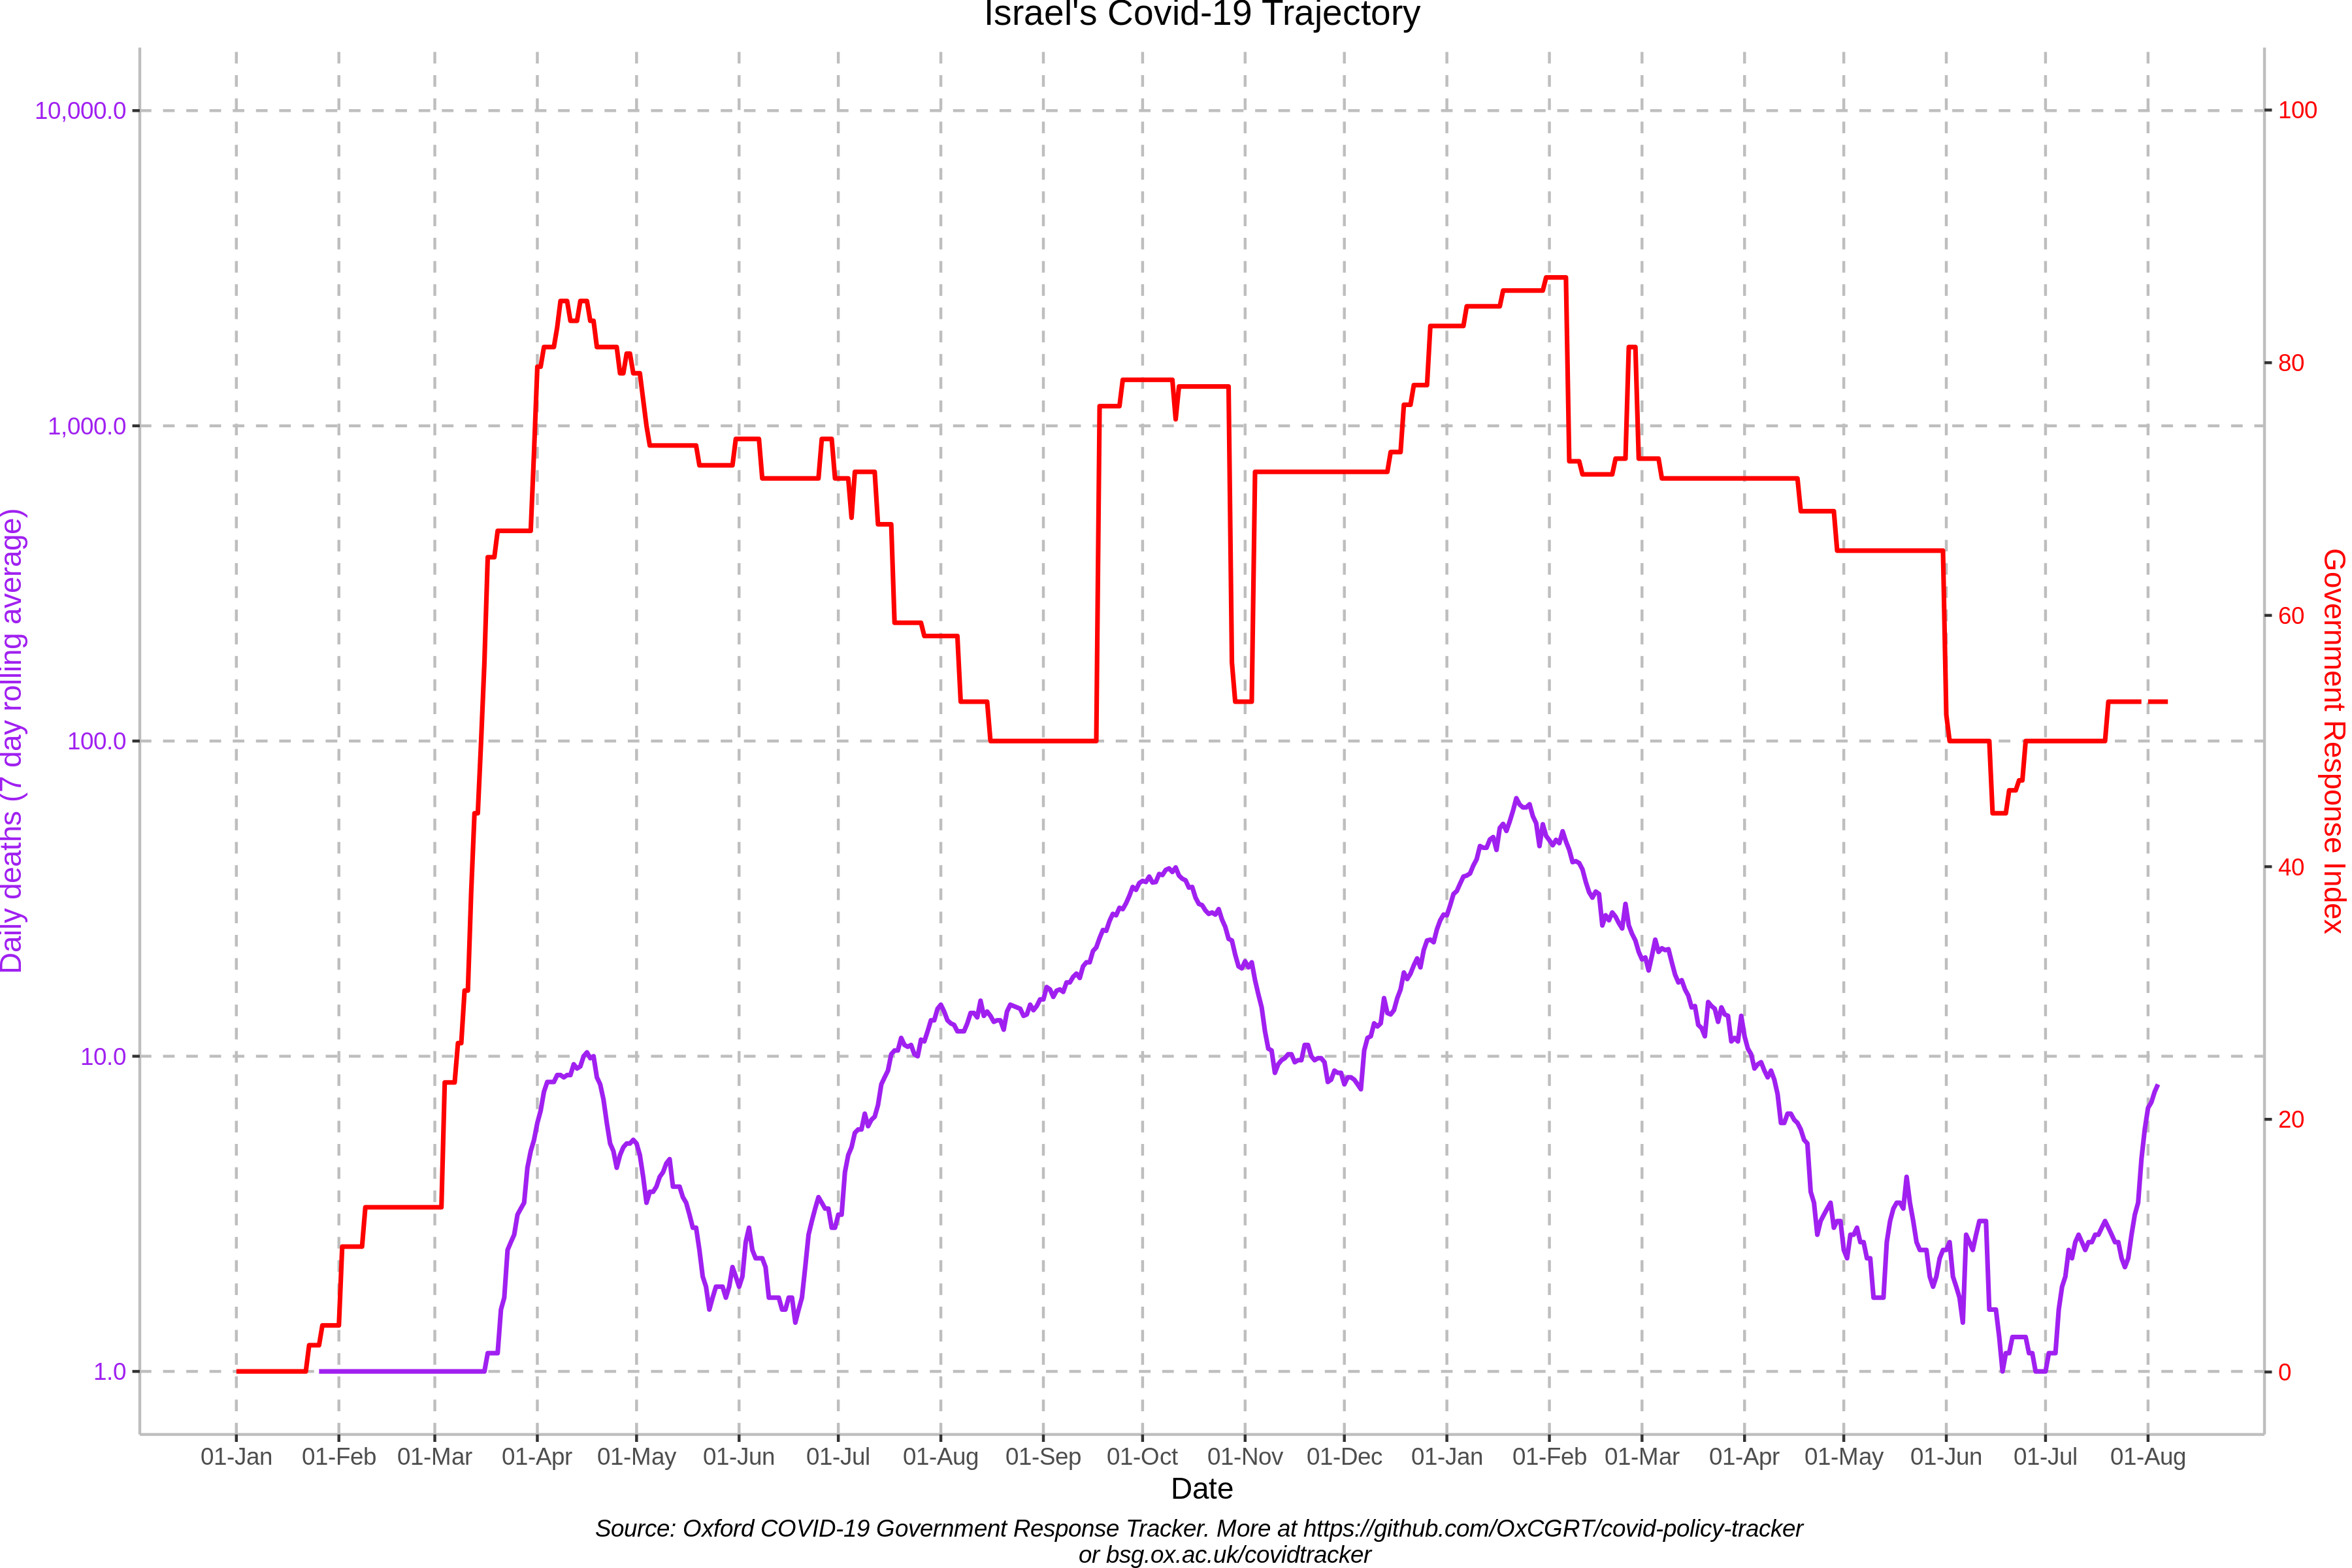 Israel's Covid-19 Trajectory
10,000.0
1,000.0
100.0
10.0
1.0
Daily deaths (7 day rolling average)
100
80
60
40
20
0
Government Response Index
01-Jan 01-Feb 01-Mar 01-Apr 01-May 01-Jun 01-Jul 01-Aug 01-Sep 01-Oct 01-Nov 01-Dec 01-Jan 01-Feb 01-Mar 01-Apr 01-May 01-Jun 01-Jul 01-Aug
Date
Source: Oxford COVID-19 Government Response Tracker. More at https://github.com/OxCGRT/covid-policy-tracker
or bsg.ox.ac.uk/covidtracker